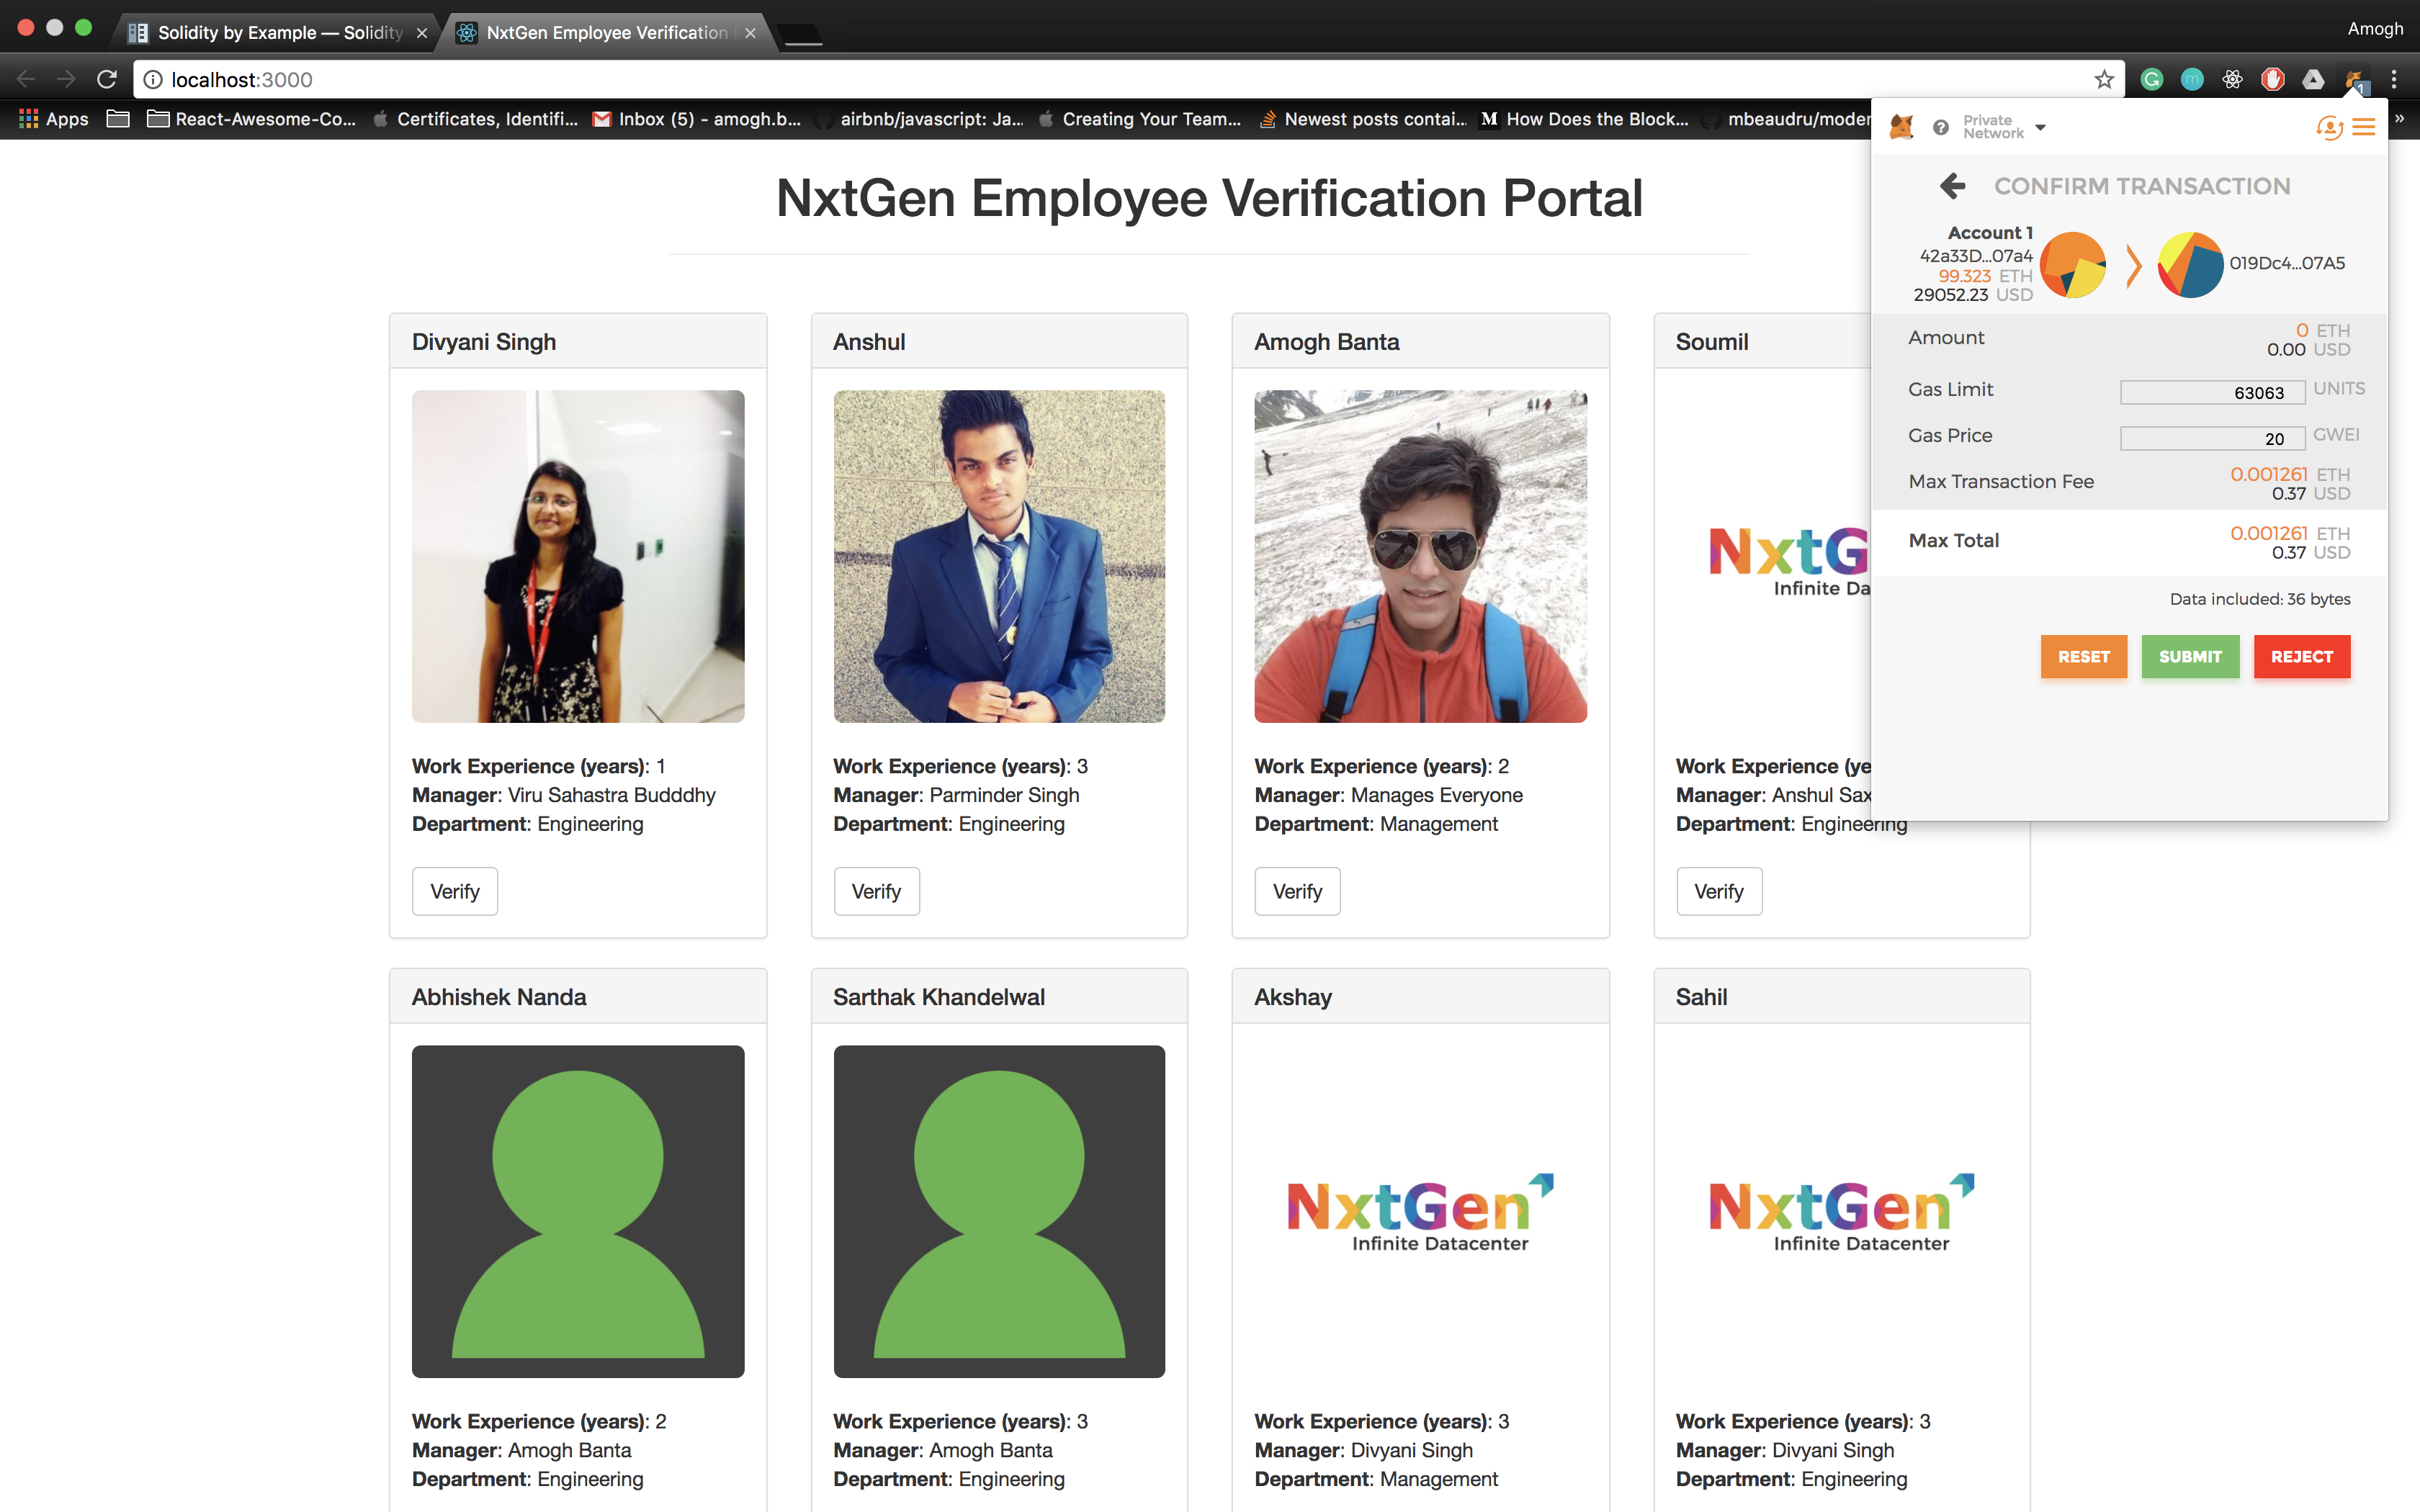 Solidity by Example — Solidity
NxtGen Employee Verification
Amogh
localhost:3000
Apps
React-Awesome-Co...
Certificates, Identifi...
Inbox (5) - amogh.b...
airbnb/javascript: Ja...
Creating Your Team...
Newest posts contai...
M How Does the Block...
mbeaudru/moder
»
NxtGen Employee Verification Portal
1
Private
Network
CONFIRM TRANSACTION
Account 1
42a33D...07a4
99.323 ETH
29052.23 USD
019Dc4...07A5
Amount
0 ETH
0.00 USD
Gas Limit
63063 UNITS
Gas Price
20 GWEI
Max Transaction Fee
0.001261 ETH
0.37 USD
Max Total
0.001261 ETH
0.37 USD
Data included: 36 bytes
RESET SUBMIT REJECT
Divyani Singh
Work Experience (years): 1
Manager: Viru Sahastra Budddhy
Department: Engineering
Verify
Anshul
Work Experience (years): 3
Manager: Parminder Singh
Department: Engineering
Verify
Amogh Banta
Work Experience (years): 2
Manager: Manages Everyone
Department: Management
Verify
Soumil
NxtG
Infinite Da
Work Experience (ye
Manager: Anshul Sax
Department: Engineering
Verify
Abhishek Nanda
Work Experience (years): 2
Manager: Amogh Banta
Department: Engineering
Sarthak Khandelwal
Work Experience (years): 3
Manager: Amogh Banta
Department: Engineering
Akshay
NxtGen
Infinite Datacenter
Work Experience (years): 3
Manager: Divyani Singh
Department: Management
Sahil
NxtGen
Infinite Datacenter
Work Experience (years): 3
Manager: Divyani Singh
Department: Engineering